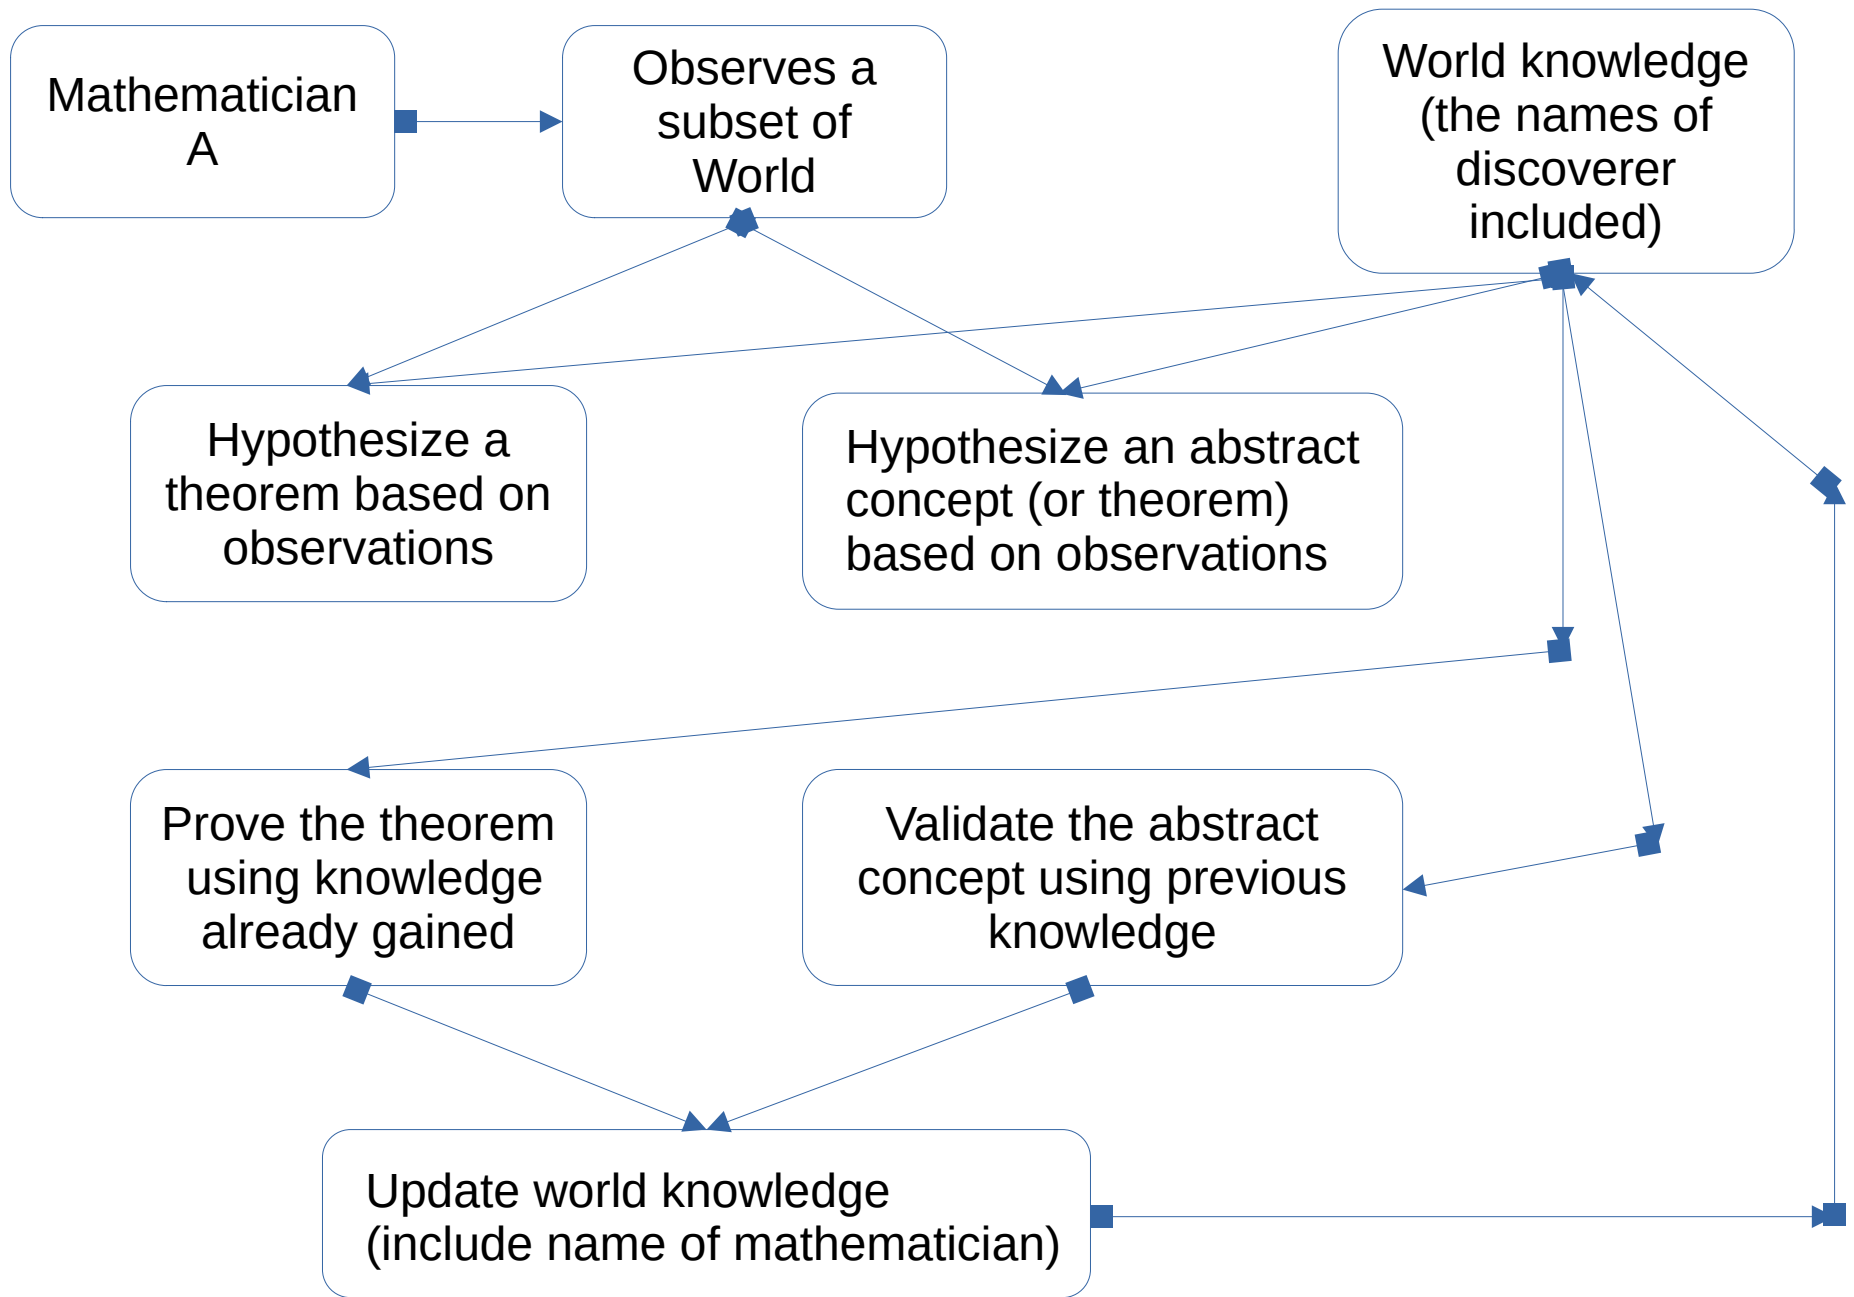 Mathematician
A
Observes a
subset of
World
World knowledge
(the names of
discoverer
included)
Hypothesize a
theorem based on
observations
Hypothesize an abstract
concept (or theorem)
based on observations
Prove the theorem
using knowledge
already gained
Validate the abstract
concept using previous
knowledge
Update world knowledge
(include name of mathematician)